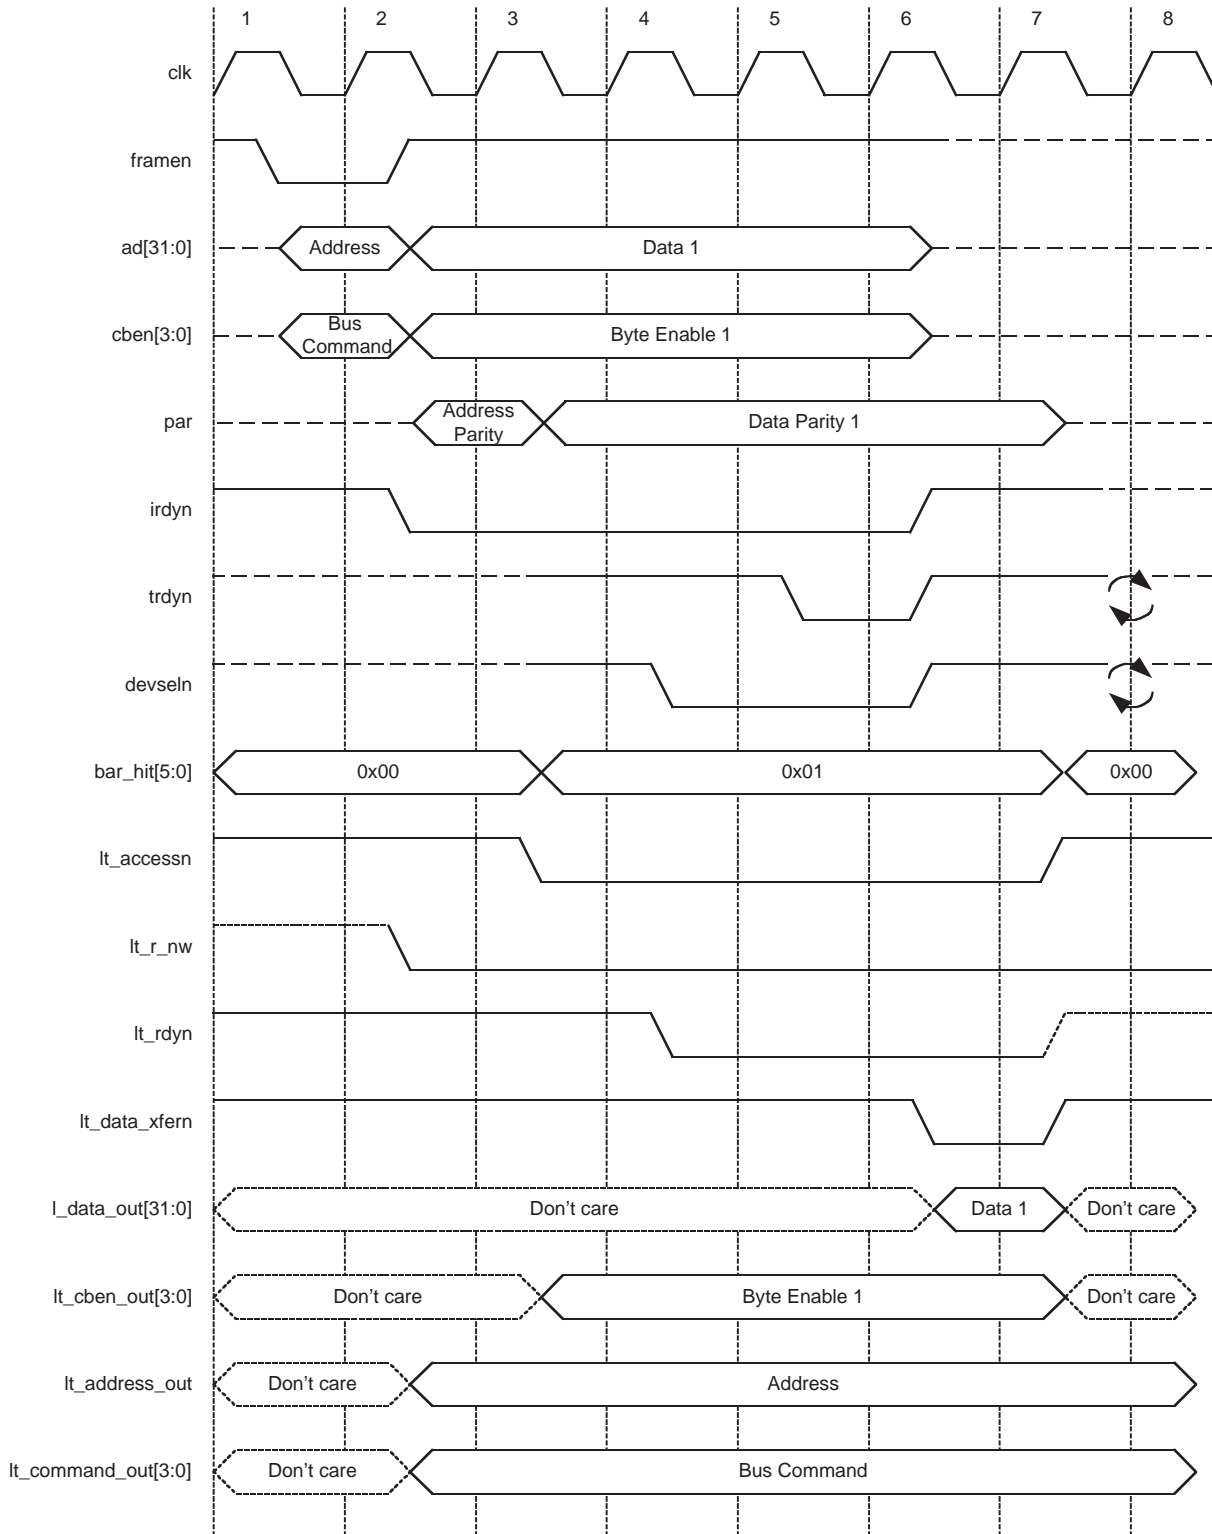 1 2 3 4 5 6 7 8
clk
framen
ad[31:0] Address Data 1
cben[3:0] Bus Command Byte Enable 1
par Address Parity Data Parity 1
irdyn
trdyn
devseln
bar_hit[5:0] 0x00 0x01 0x00
lt_accessn
lt_r_nw
lt_rdyn
lt_data_xfern
l_data_out[31:0] Don't care Data 1 Don't care
lt_cben_out[3:0] Don't care Byte Enable 1 Don't care
lt_address_out Don't care Address
lt_command_out[3:0] Don't care Bus Command